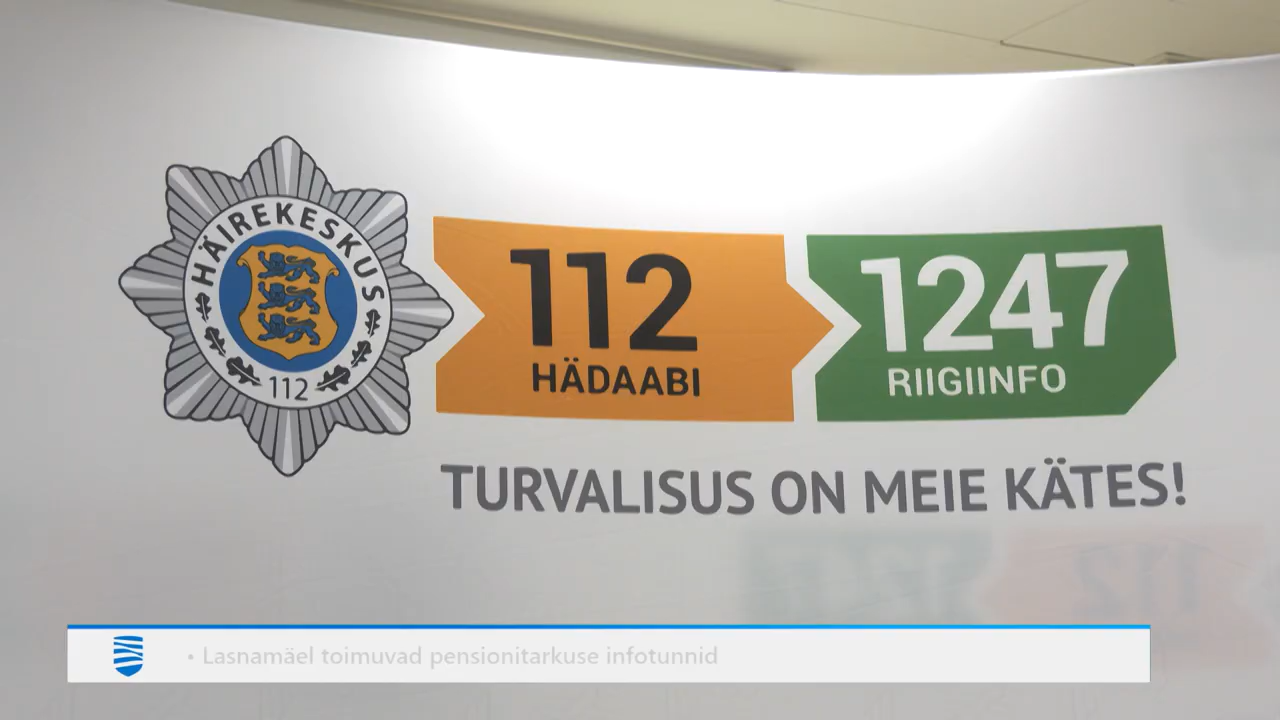 HÄIREKESKUS
112
112
HÄDAABI
1247
RIIGIINFO
TURVALISUS ON MEIE KÄTES!
• Lasnamäel toimuvad pensionitarkuse infotunnid